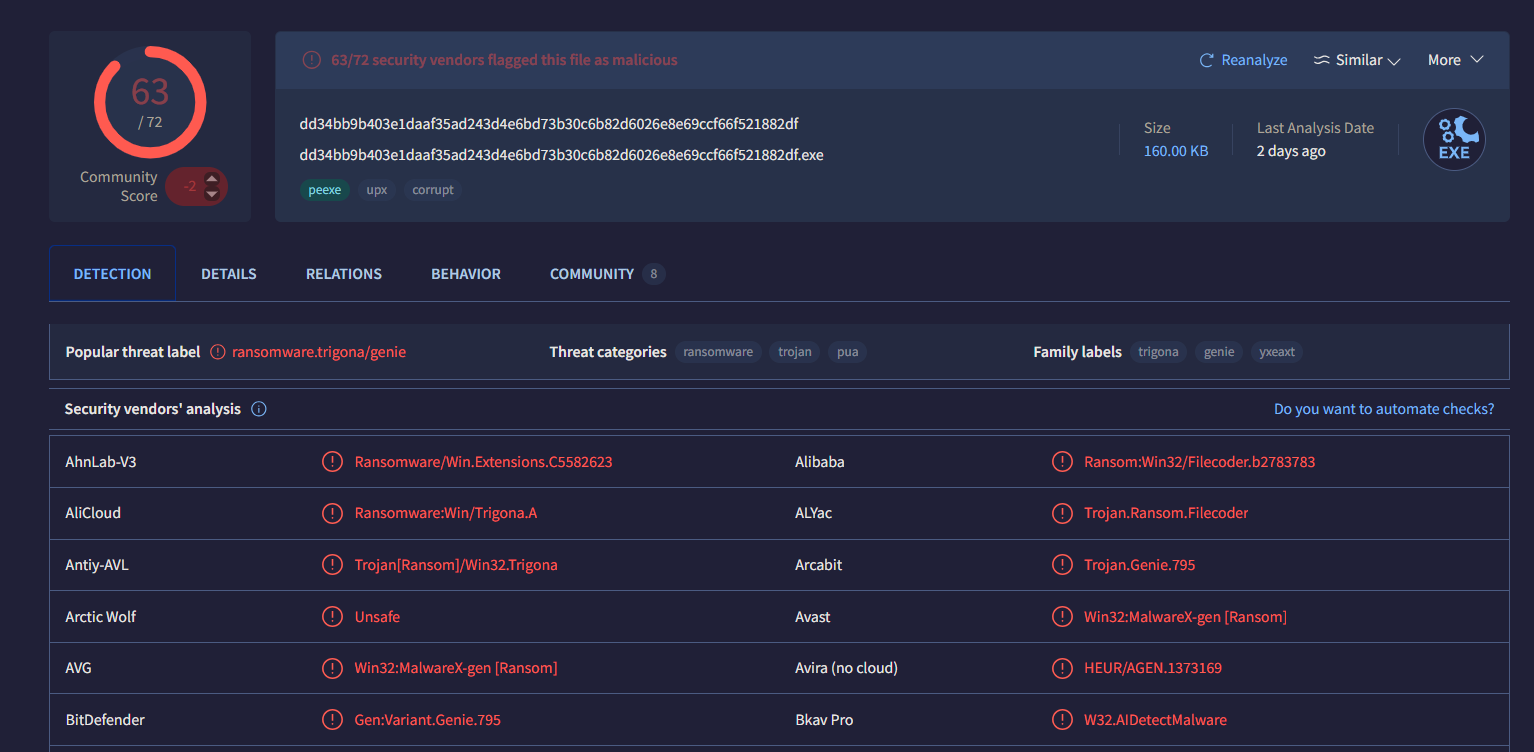 63
/ 72
Community
Score
-2
63/72 security vendors flagged this file as malicious
Reanalyze
Similar
More
dd34bb9b403e1daaf35ad243d4e6bd73b30c6b82d6026e8e69ccf66f521882df
dd34bb9b403e1daaf35ad243d4e6bd73b30c6b82d6026e8e69ccf66f521882df.exe
peexe upx corrupt
Size
160.00 KB
Last Analysis Date
2 days ago
EXE
DETECTION DETAILS RELATIONS BEHAVIOR COMMUNITY 8
Popular threat label ransomware.trigona/genie Threat categories ransomware trojan pua Family labels trigona genie yxeaxt
Security vendors' analysis Do you want to automate checks?
AhnLab-V3 Ransomware/Win.Extensions.C5582623 Alibaba Ransom:Win32/Filecoder.b2783783
AliCloud Ransomware:Win/Trigona.A ALYac Trojan.Ransom.Filecoder
Antiy-AVL Trojan[Ransom]/Win32.Trigona Arcabit Trojan.Genie.795
Arctic Wolf Unsafe Avast Win32:MalwareX-gen [Ransom]
AVG Win32:MalwareX-gen [Ransom] Avira (no cloud) HEUR/AGEN.1373169
BitDefender Gen:Variant.Genie.795 Bkav Pro W32.AIDetectMalware